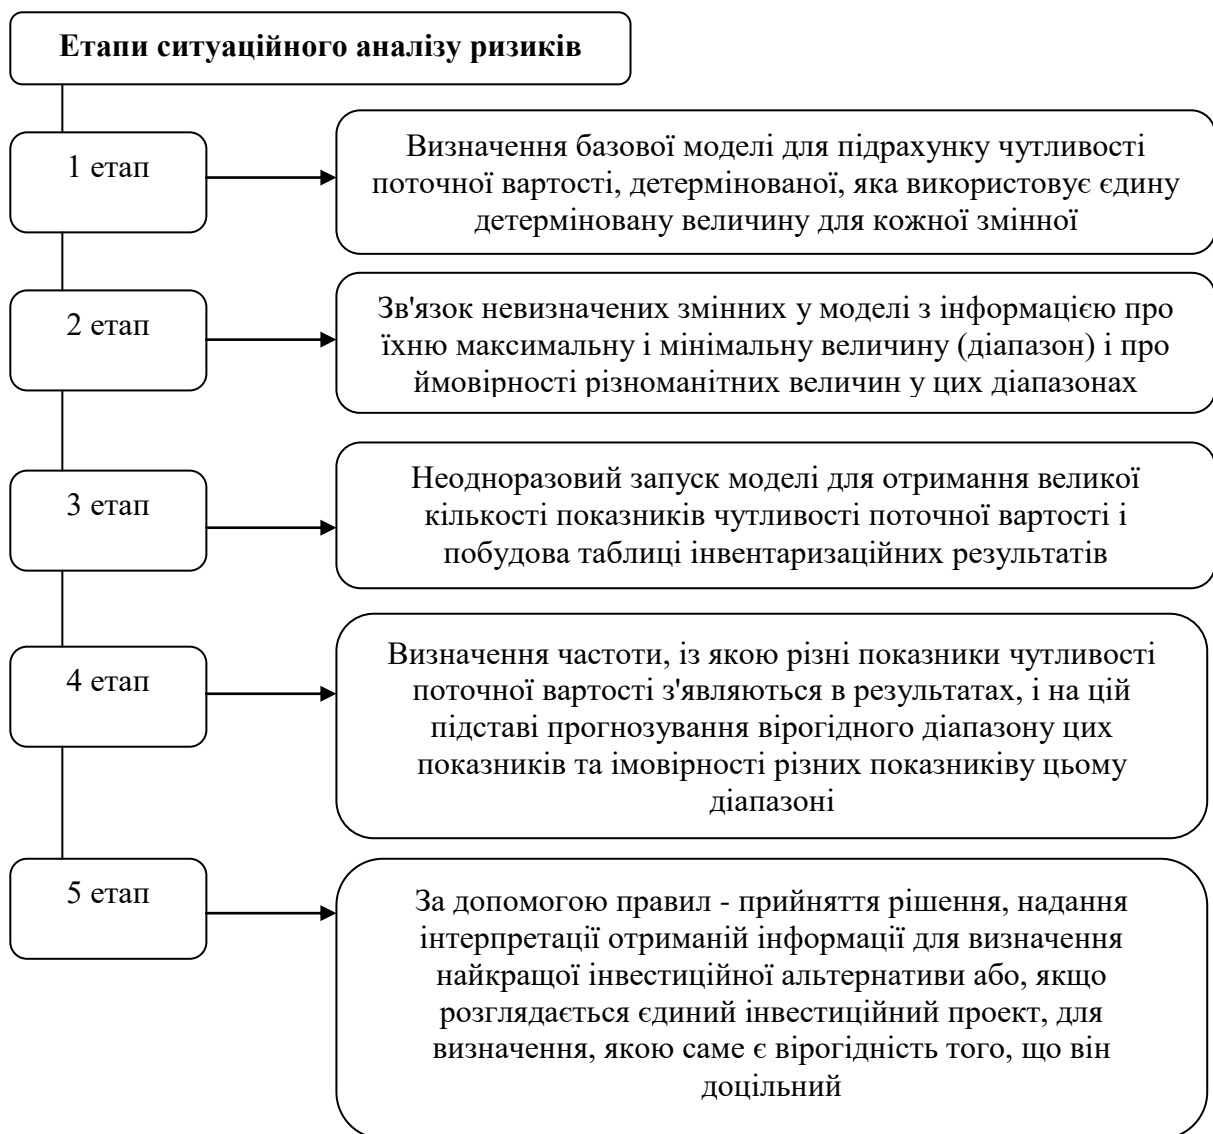 Етапи ситуаційного аналізу ризиків
1 етап
Визначення базової моделі для підрахунку чутливості
поточної вартості, детермінованої, яка використовує єдину
детерміновану величину для кожної змінної
2 етап
Зв'язок невизначених змінних у моделі з інформацією про
їхню максимальну і мінімальну величину (діапазон) і про
ймовірності різноманітних величин у цих діапазонах
3 етап
Неодноразовий запуск моделі для отримання великої
кількості показників чутливості поточної вартості і
побудова таблиці інвентаризаційних результатів
4 етап
Визначення частоти, із якою різні показники чутливості
поточної вартості з'являються в результатах, і на цій
підставі прогнозування вірогідного діапазону цих
показників та імовірності різних показниківу цьому
діапазоні
5 етап
За допомогою правил - прийняття рішення, надання
інтерпретації отриманій інформації для визначення
найкращої інвестиційної альтернативи або, якщо
розглядається єдиний інвестиційний проект, для
визначення, якою саме є вірогідність того, що він
доцільний